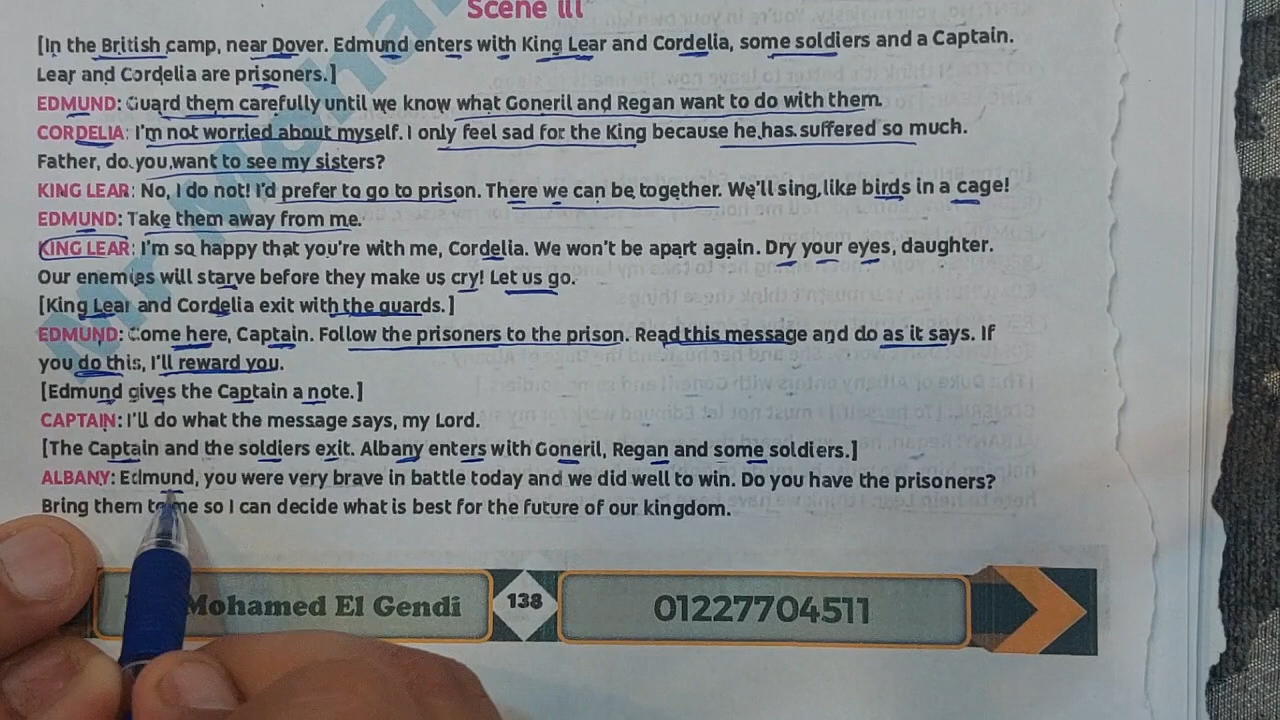 Scene III
[In the British camp, near Dover. Edmund enters with King Lear and Cordelia, some soldiers and a Captain.
Lear and Cordelia are prisoners.]
EDMUND: Guard them carefully until we know what Goneril and Regan want to do with them.
CORDELIA: I'm not worried about myself. I only feel sad for the King because he has suffered so much.
Father, do you want to see my sisters?
KING LEAR: No, I do not! I'd prefer to go to prison. There we can be together. We'll sing like birds in a cage!
EDMUND: Take them away from me.
KING LEAR: I'm so happy that you're with me, Cordelia. We won't be apart again. Dry your eyes, daughter.
Our enemies will starve before they make us cry! Let us go.
[King Lear and Cordelia exit with the guards.]
EDMUND: Come here, Captain. Follow the prisoners to the prison. Read this message and do as it says. If
you do this, I'll reward you.
[Edmund gives the Captain a note.]
CAPTAIN: I'll do what the message says, my Lord.
[The Captain and the soldiers exit. Albany enters with Goneril, Regan and some soldiers.]
ALBANY: Edmund, you were very brave in battle today and we did well to win. Do you have the prisoners?
Bring them to me so I can decide what is best for the future of our kingdom.
Mohamed El Gendi 138 01227704511